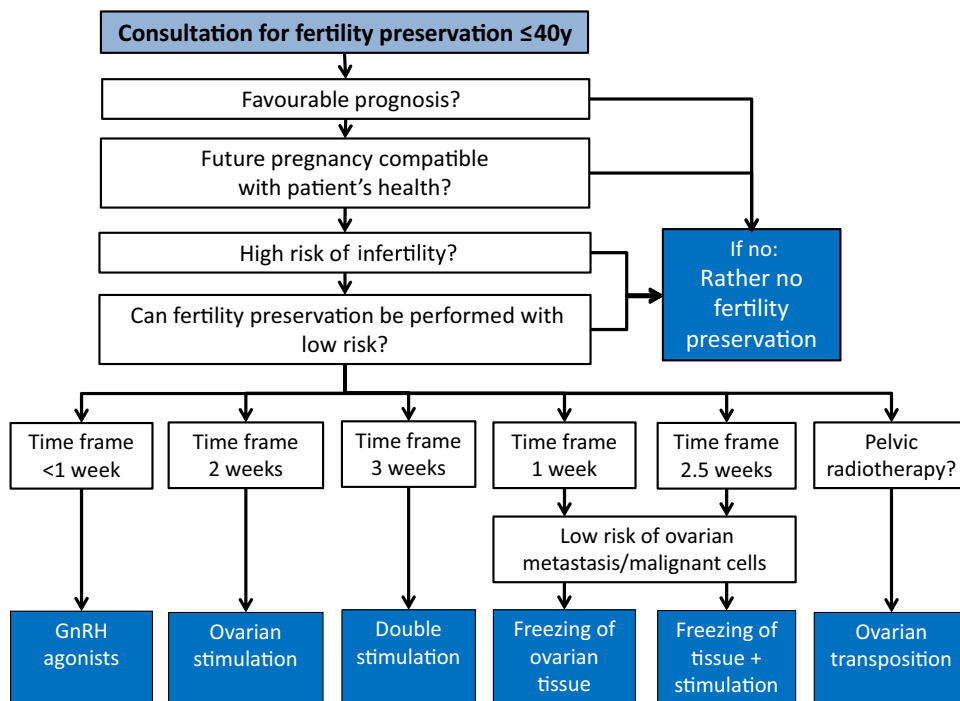 Consultation for fertility preservation ≤40y
Favourable prognosis?
Future pregnancy compatible
with patient's health?
High risk of infertility?
Can fertility preservation be performed with
low risk?
If no:
Rather no
fertility
preservation
Time frame
<1 week
Time frame
2 weeks
Time frame
3 weeks
Time frame
1 week
Time frame
2.5 weeks
Pelvic
radiotherapy?
Low risk of ovarian
metastasis/malignant cells
GnRH
agonists
Ovarian
stimulation
Double
stimulation
Freezing of
ovarian
tissue
Freezing of
tissue +
stimulation
Ovarian
transposition